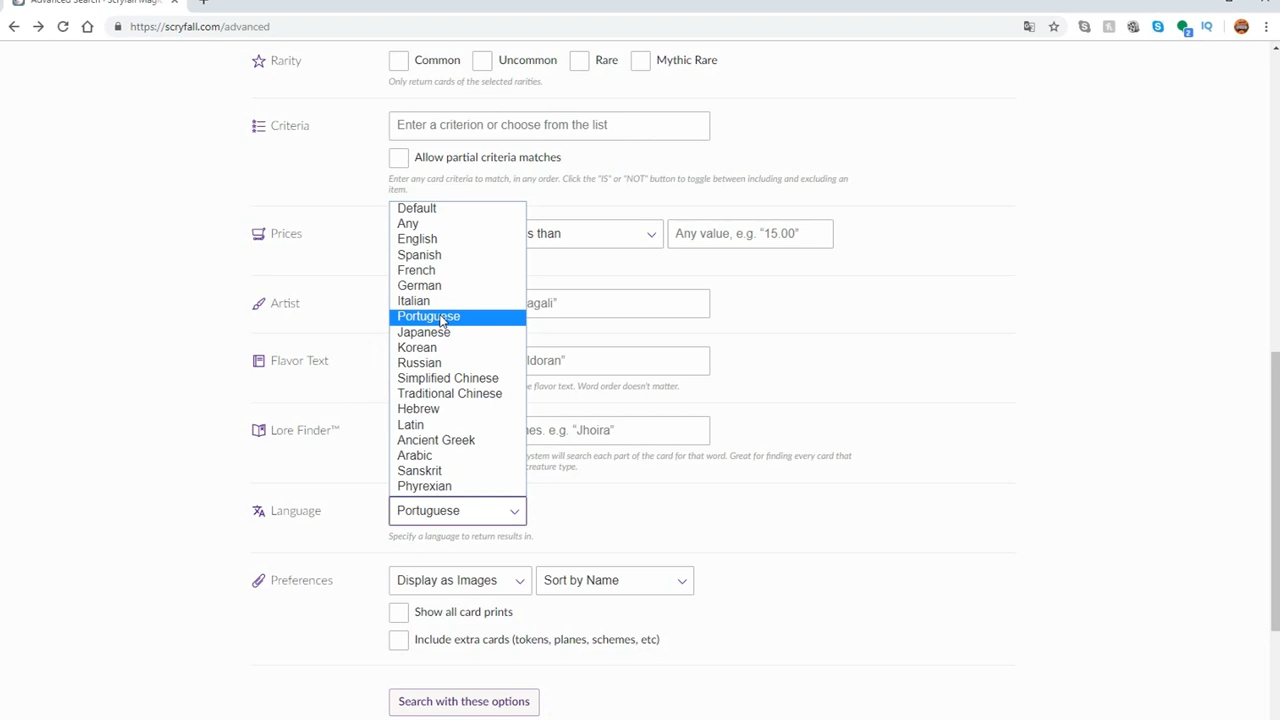 Advanced Search - Scryfall Mag
https://scryfall.com/advanced
2
Rarity
Common
Uncommon
Rare
Mythic Rare
Only return cards of the selected rarities.
Criteria
Enter a criterion or choose from the list
Allow partial criteria matches
Enter any card criteria to match, in any order. Click the "IS" or "NOT" button to toggle between including and excluding an
item.
Prices
s than
Any value, e.g. “15.00”
Default
Any
English
Spanish
French
German
Italian
Portuguese
Japanese
Korean
Russian
Simplified Chinese
Traditional Chinese
Hebrew
Latin
Ancient Greek
Arabic
Sanskrit
Phyrexian
Artist
agali”
Flavor Text
ldoran”
e flavor text. Word order doesn't matter.
Lore Finder™
nes. e.g. “Jhoira”
ystem will search each part of the card for that word. Great for finding every card that
creature type.
Language
Portuguese
Specify a language to return results in.
Preferences
Display as Images
Sort by Name
Show all card prints
Include extra cards (tokens, planes, schemes, etc)
Search with these options